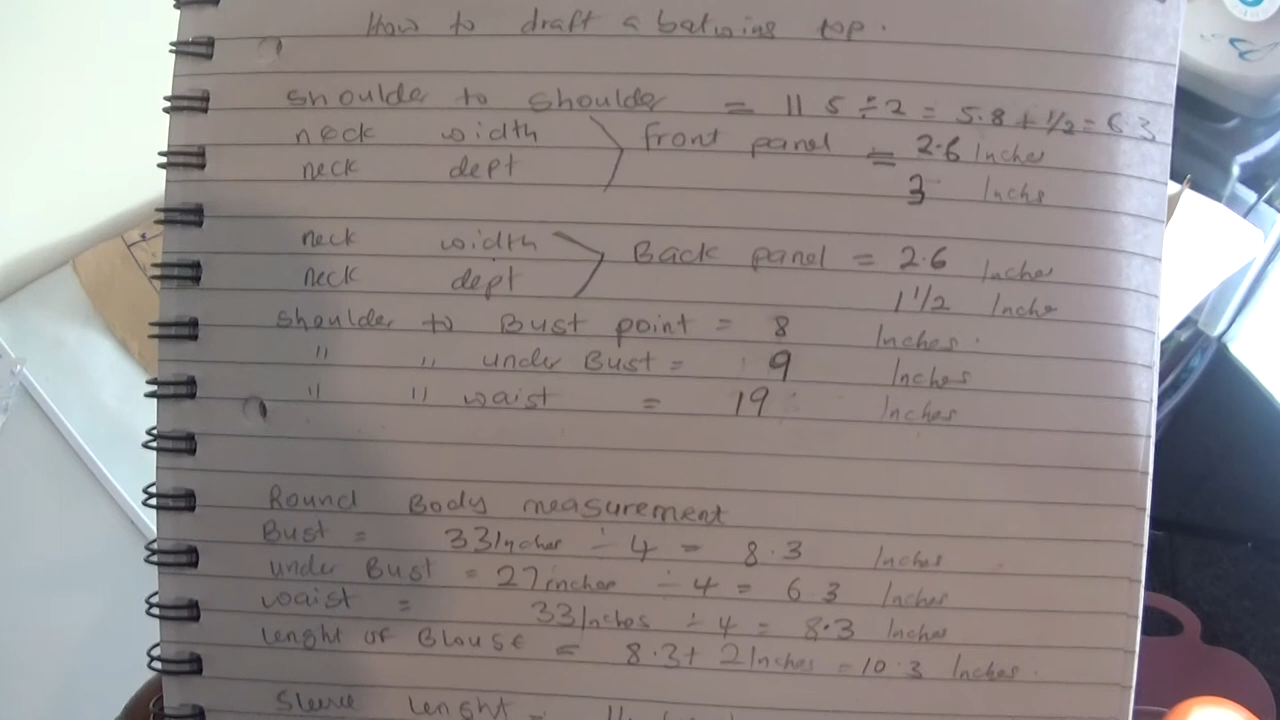 How to draft a batwing top.
shoulder to shoulder = 11 5 ÷ 2 = 5.8 + 1/2 = 6.3
neck width } front panel = 2.6 Inches
neck dept 3 Inchs
neck width } Back panel = 2.6 Inches
neck dept 1 1/2 Inche
shoulder to Bust point = 8 Inches.
" " under Bust = 9 Inches
" " waist = 19 Inches
Round Body measurement
Bust = 33Inches ÷ 4 = 8.3 Inches
under Bust = 27inches ÷ 4 = 6.3 Inches
waist = 33Inches ÷ 4 = 8.3 Inches
lenght of Blouse = 8.3 + 2Inches = 10.3 Inches.
Sleeve lenght =